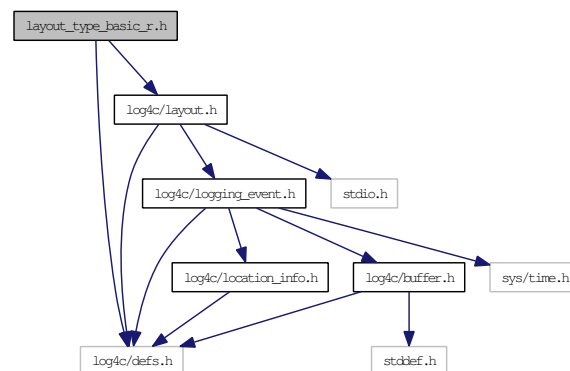 layout_type_basic_r.h
log4c/layout.h
log4c/logging_event.h
stdio.h
log4c/location_info.h
log4c/buffer.h
sys/time.h
log4c/defs.h
stddef.h